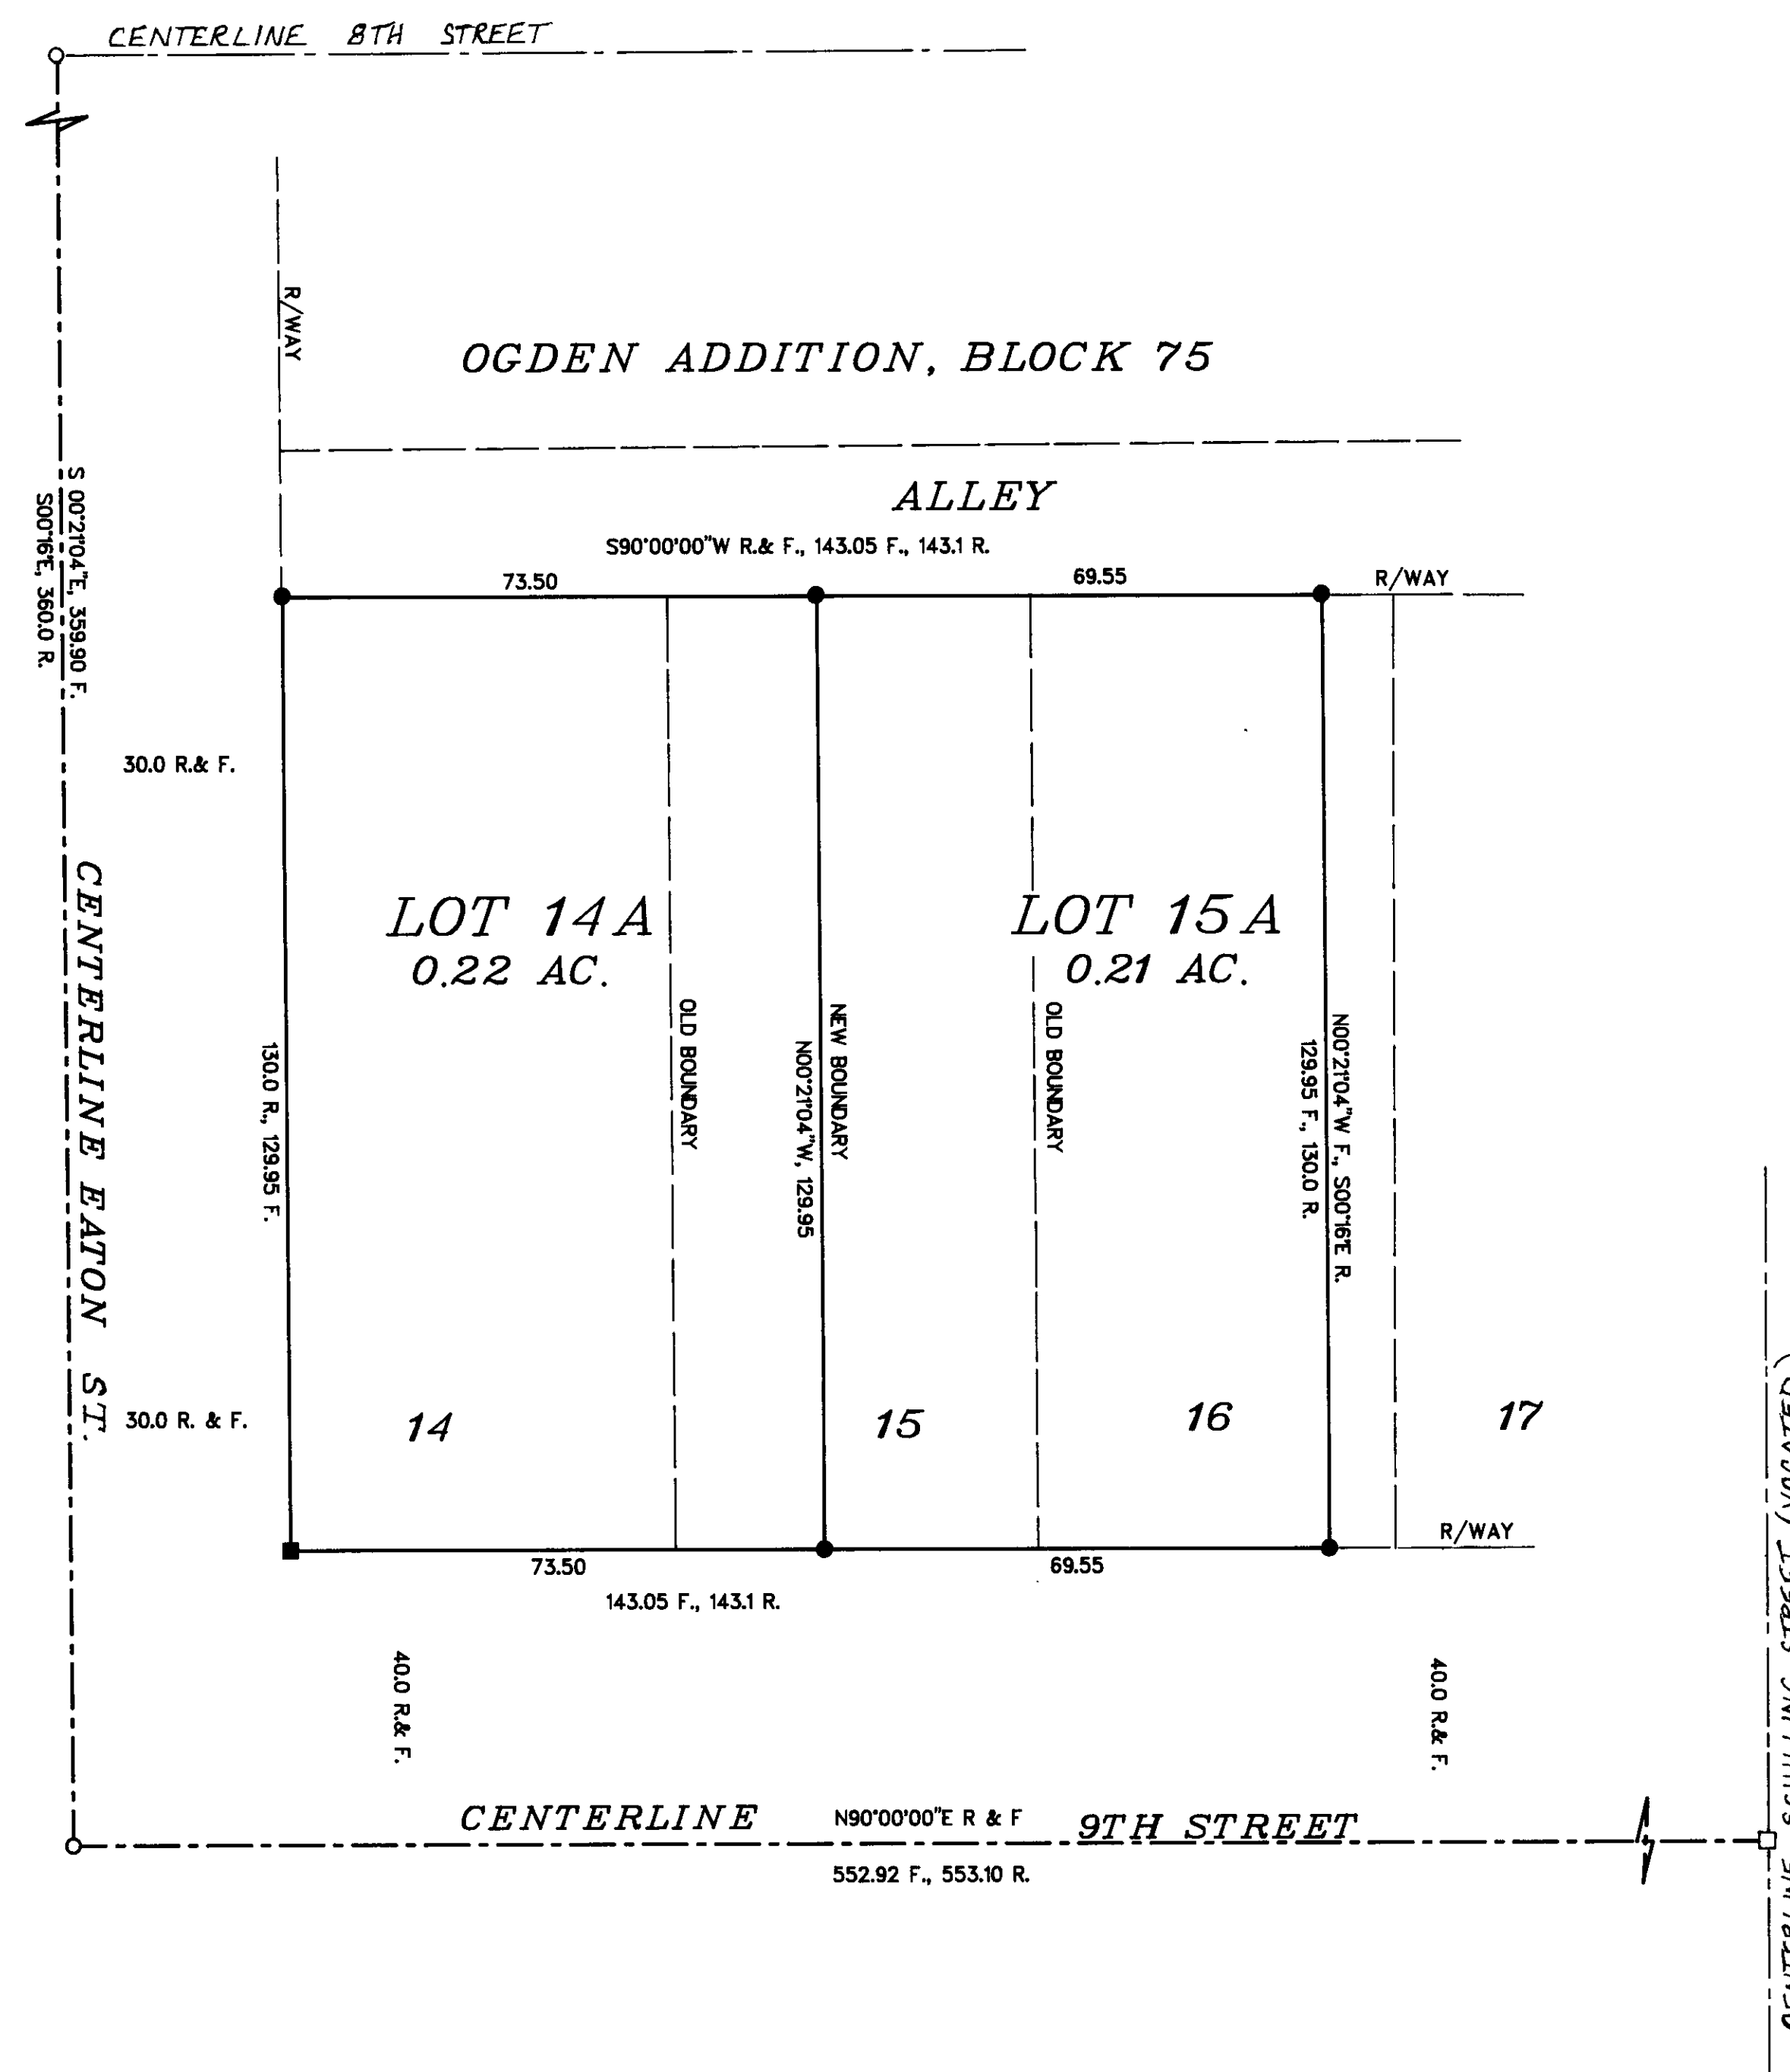 CENTERLINE 8TH STREET
R/WAY
OGDEN ADDITION, BLOCK 75
ALLEY
S90°00'00"W R.& F., 143.05 F., 143.1 R.
73.50
69.55
R/WAY
S 00°21'04"E, 359.90 F.
S00°16'E, 360.0 R.
30.0 R.& F.
CENTERLINE EATON ST.
LOT 14A
0.22 AC.
LOT 15A
0.21 AC.
OLD BOUNDARY
NEW BOUNDARY
N00°21'04"W, 129.95
OLD BOUNDARY
N00°21'04"W F., S00°16'E R.
129.95 F., 130.0 R.
130.0 R., 129.95 F.
30.0 R. & F.
14
15
16
17
R/WAY
73.50
69.55
143.05 F., 143.1 R.
40.0 R.& F.
40.0 R.& F.
CENTERLINE N90°00'00"E R & F 9TH STREET
552.92 F., 553.10 R.